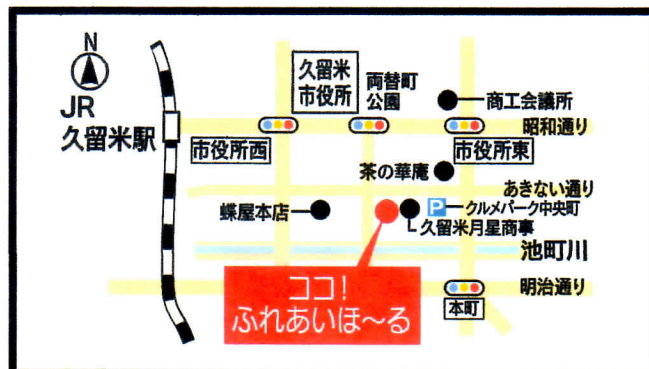 N
JR
久留米駅
久留米
市役所
両替町
公園
商工会議所
昭和通り
市役所西
市役所東
茶の華庵
あきない通り
蝶屋本店
P
クルメパーク中央町
久留米月星商事
池町川
ココ!
ふれあいほ〜る
明治通り
本町